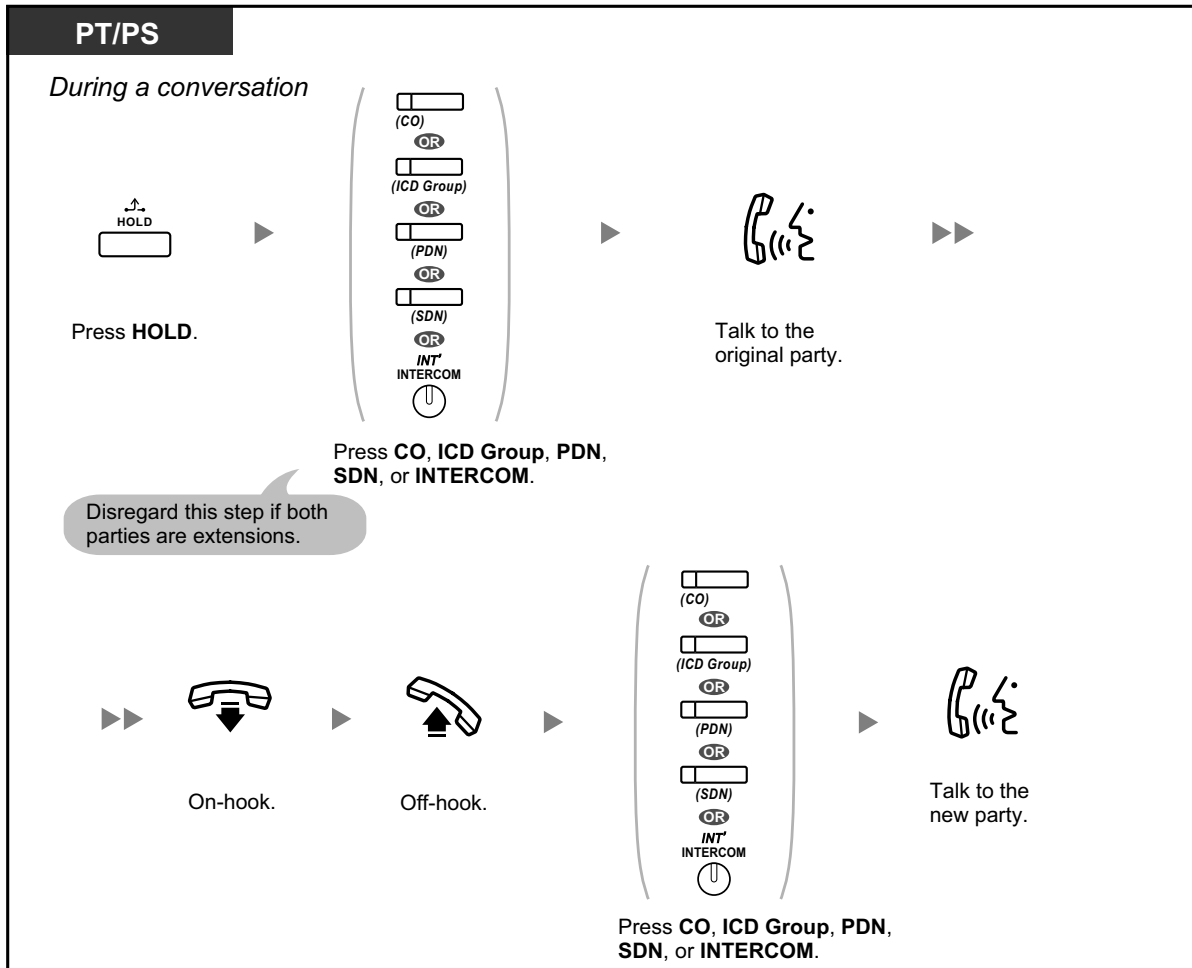 PT/PS
During a conversation
HOLD
Press HOLD.
(CO)
OR
(ICD Group)
OR
(PDN)
OR
(SDN)
OR
INT'
INTERCOM
Press CO, ICD Group, PDN,
SDN, or INTERCOM.
Disregard this step if both
parties are extensions.
Talk to the
original party.
On-hook.
Off-hook.
(CO)
OR
(ICD Group)
OR
(PDN)
OR
(SDN)
OR
INT'
INTERCOM
Press CO, ICD Group, PDN,
SDN, or INTERCOM.
Talk to the
new party.